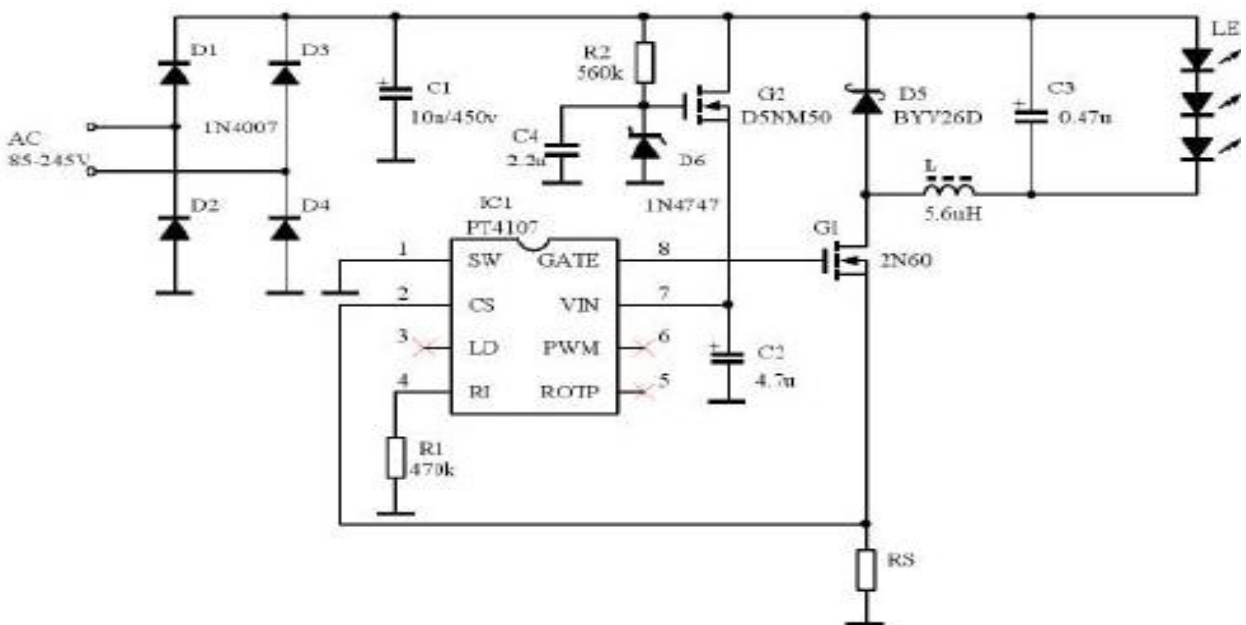 D1
D3
1N4007
AC
85-245V
D2
D4
C1
10n/450v
R2
560k
C4
2.2u
G2
D5NM50
D6
1N4747
D5
BYV26D
C3
0.47u
LE
L
5.6uH
IC1
PT4107
1 SW GATE 8
2 CS VIN 7
3 LD PWM 6
4 RI ROTP 5
G1
2N60
C2
4.7u
R1
470k
RS